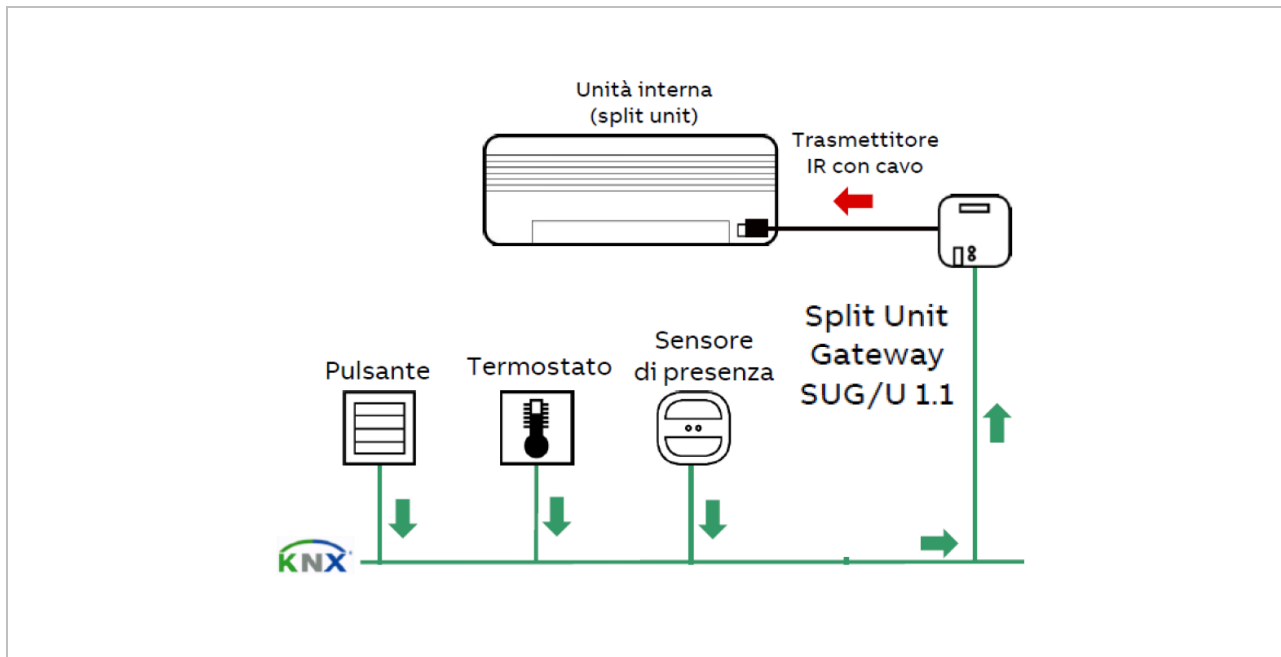 Unità interna
(split unit)
Trasmettitore
IR con cavo
Split Unit
Gateway
SUG/U 1.1
Sensore
di presenza
Termostato
Pulsante
KNX